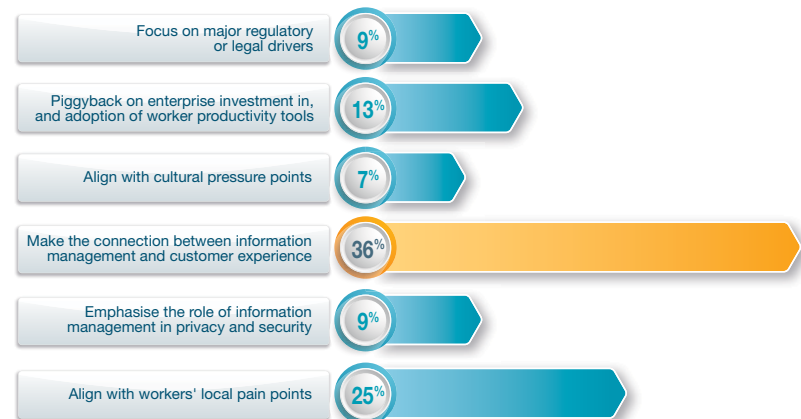 Focus on major regulatory
or legal drivers
9%
Piggyback on enterprise investment in,
and adoption of worker productivity tools
13%
Align with cultural pressure points
7%
Make the connection between information
management and customer experience
36%
Emphasise the role of information
management in privacy and security
9%
Align with workers' local pain points
25%